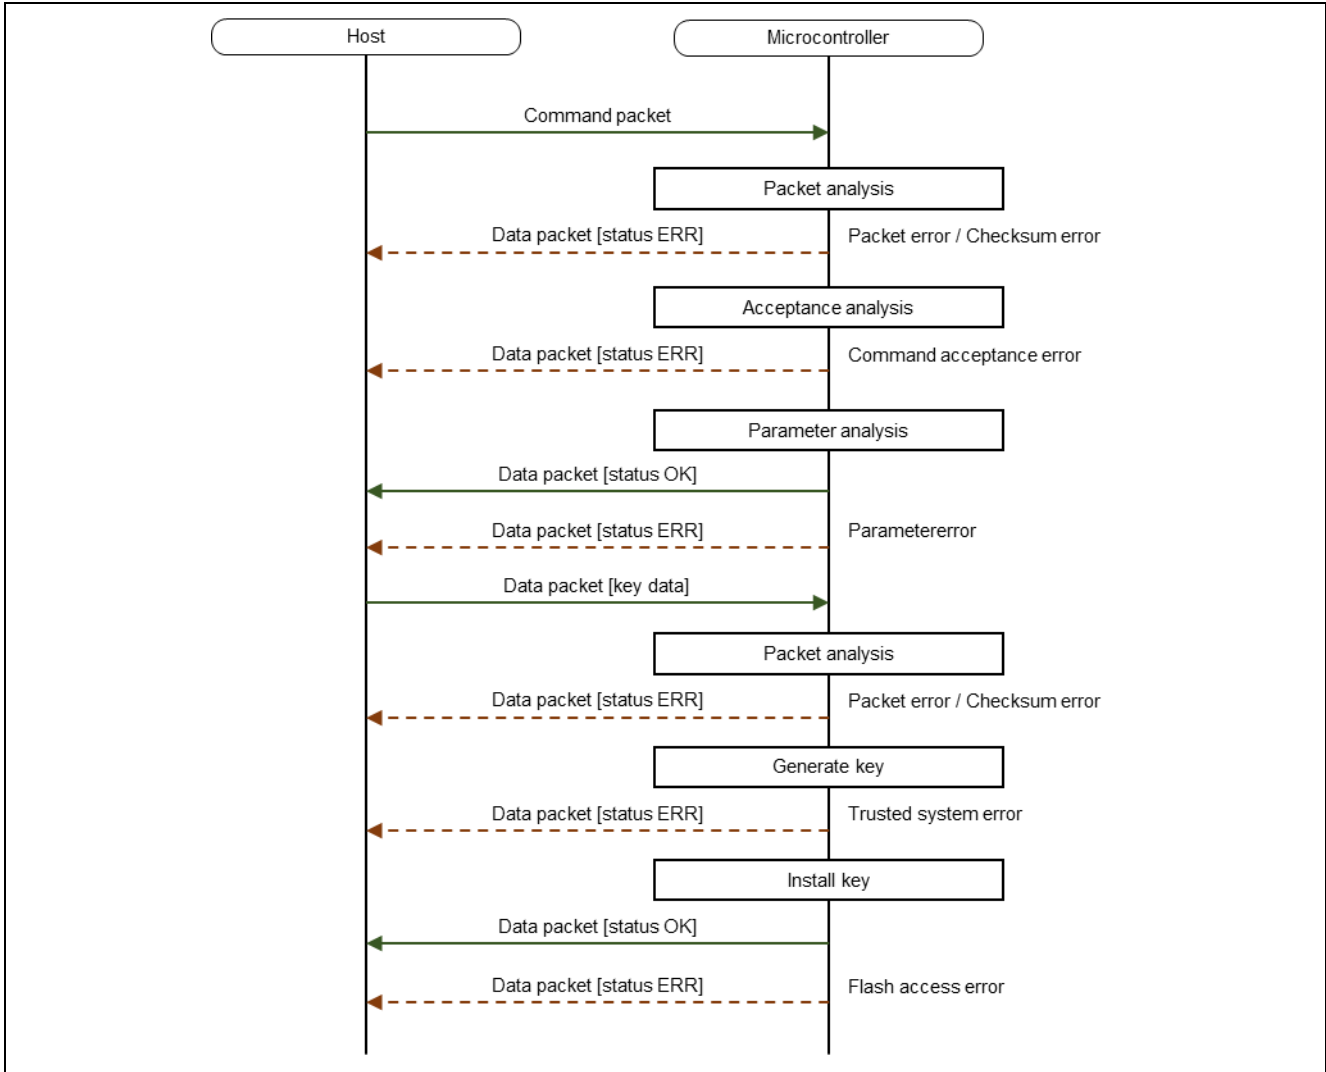 Host
Microcontroller
Command packet
Packet analysis
Data packet [status ERR]
Packet error / Checksum error
Acceptance analysis
Data packet [status ERR]
Command acceptance error
Parameter analysis
Data packet [status OK]
Data packet [status ERR]
Parametererror
Data packet [key data]
Packet analysis
Data packet [status ERR]
Packet error / Checksum error
Generate key
Data packet [status ERR]
Trusted system error
Install key
Data packet [status OK]
Data packet [status ERR]
Flash access error